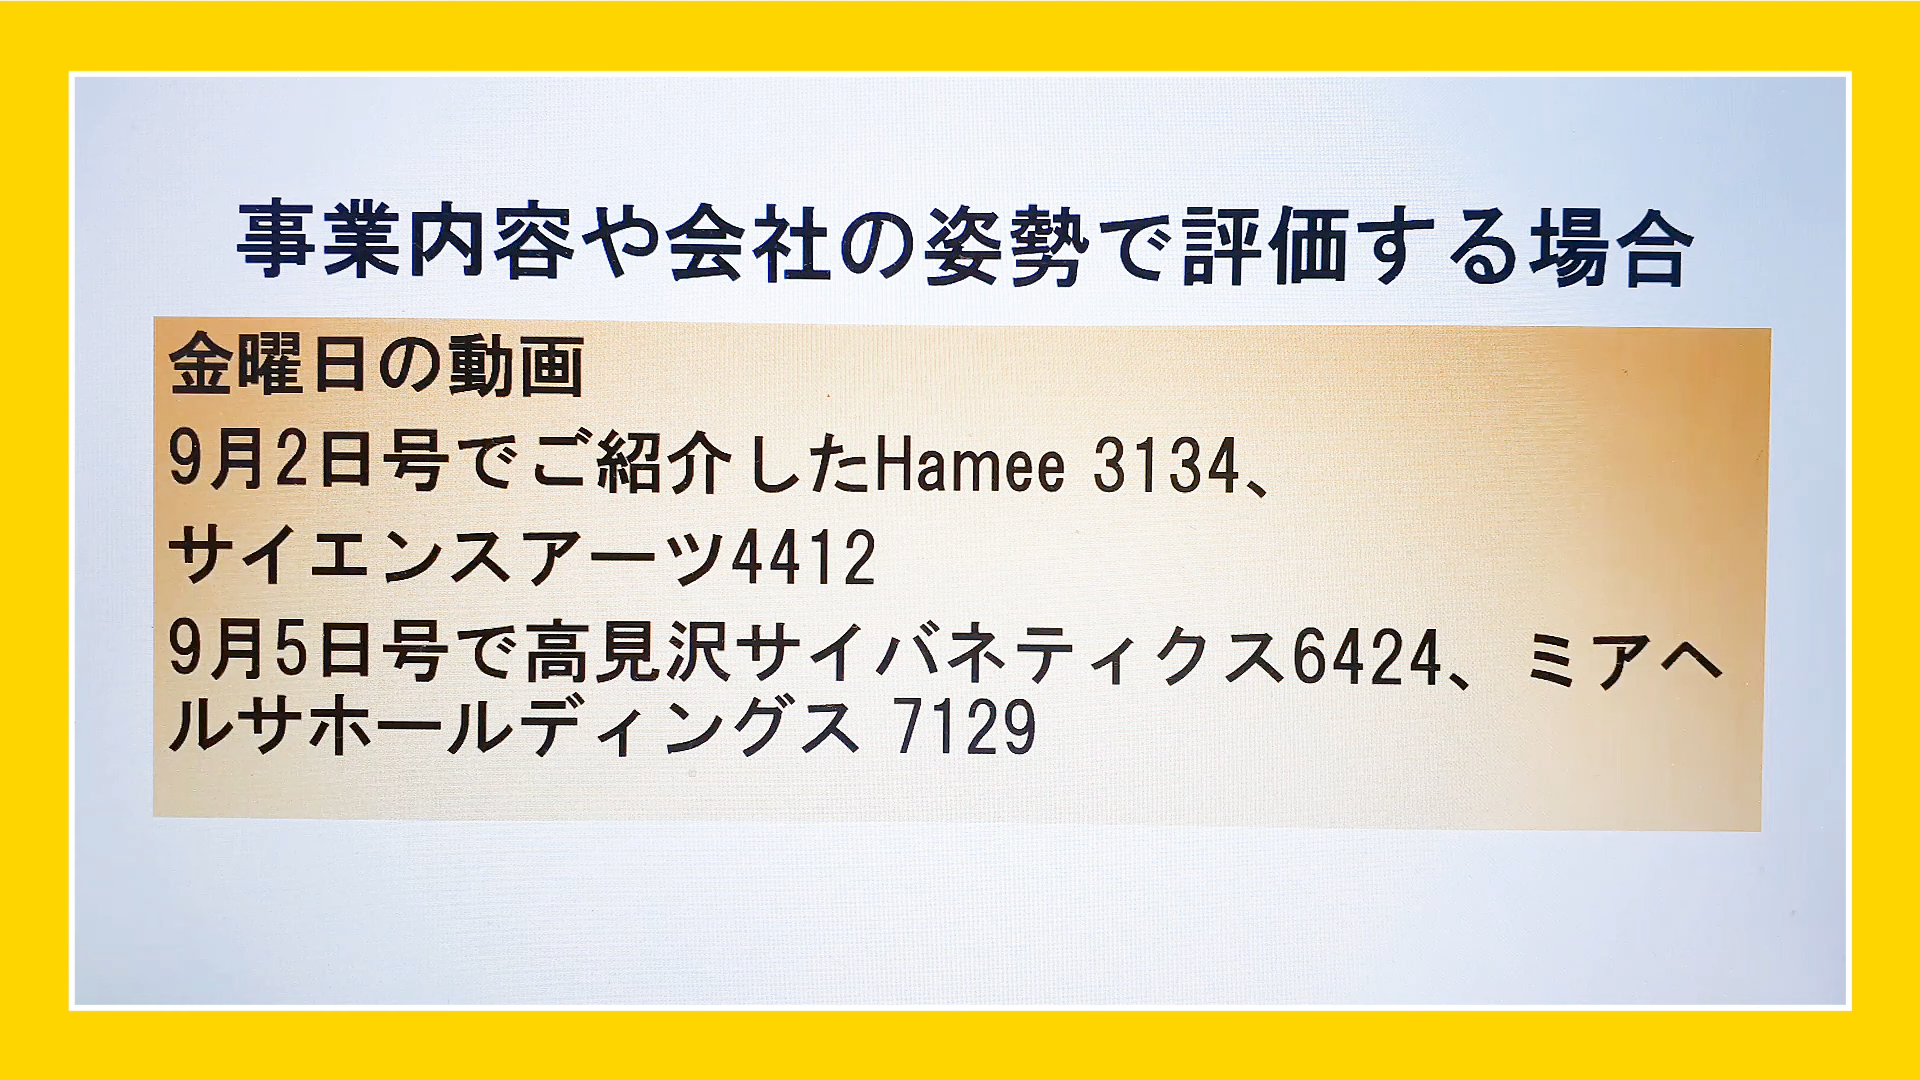 事業内容や会社の姿勢で評価する場合
金曜日の動画
9月2日号でご紹介したHamee 3134、
サイエンスアーツ4412
9月5日号で高見沢サイバネティクス6424、ミアヘ
ルサホールディングス 7129